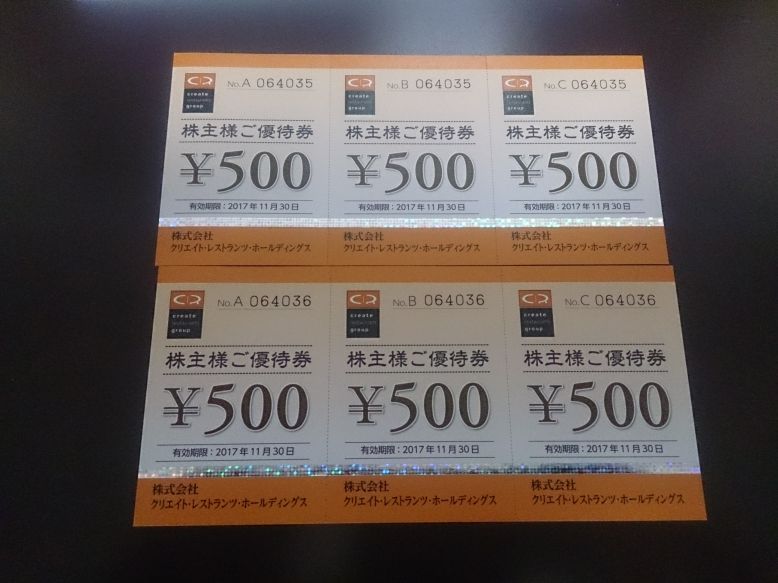 CR
create
restaurants
group
No.A 064035
株主様ご優待券
¥500
有効期限：2017年11月30日
株式会社
クリエイト・レストランツ・ホールディングス
CR
create
restaurants
group
No.B 064035
株主様ご優待券
¥500
有効期限：2017年11月30日
株式会社
クリエイト・レストランツ・ホールディングス
CR
create
restaurants
group
No.C 064035
株主様ご優待券
¥500
有効期限：2017年11月30日
株式会社
クリエイト・レストランツ・ホールディングス
CR
create
restaurants
group
No.A 064036
株主様ご優待券
¥500
有効期限：2017年11月30日
株式会社
クリエイト・レストランツ・ホールディングス
CR
create
restaurants
group
No.B 064036
株主様ご優待券
¥500
有効期限：2017年11月30日
株式会社
クリエイト・レストランツ・ホールディングス
CR
create
restaurants
group
No.C 064036
株主様ご優待券
¥500
有効期限：2017年11月30日
株式会社
クリエイト・レストランツ・ホールディングス